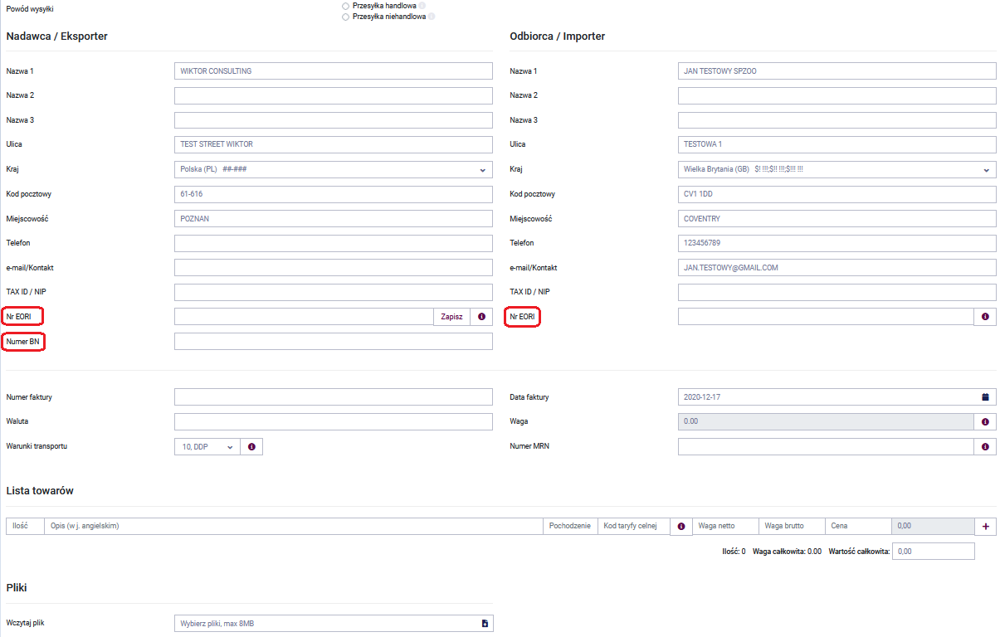 Powód wysyłki
Przesyłka handlowa
Przesyłka niehandlowa
Nadawca / Eksporter
Nazwa 1 WIKTOR CONSULTING
Nazwa 2
Nazwa 3
Ulica TEST STREET WIKTOR
Kraj Polska (PL) ##-###
Kod pocztowy 61-616
Miejscowość POZNAN
Telefon
e-mail/Kontakt
TAX ID / NIP
Nr EORI Zapisz
Numer BN
Odbiorca / Importer
Nazwa 1 JAN TESTOWY SPZOO
Nazwa 2
Nazwa 3
Ulica TESTOWA 1
Kraj Wielka Brytania (GB) $! !!!;$!! !!!;$!!! !!!
Kod pocztowy CV1 1DD
Miejscowość COVENTRY
Telefon 123456789
e-mail/Kontakt JAN.TESTOWY@GMAIL.COM
TAX ID / NIP
Nr EORI
Numer faktury
Waluta
Warunki transportu 10, DDP
Data faktury 2020-12-17
Waga 0.00
Numer MRN
Lista towarów
Ilość Opis (w j. angielskim) Pochodzenie Kod taryfy celnej Waga netto Waga brutto Cena 0,00 +
Ilość: 0 Waga całkowita: 0.00 Wartość całkowita: 0,00
Pliki
Wczytaj plik Wybierz pliki, max 8MB